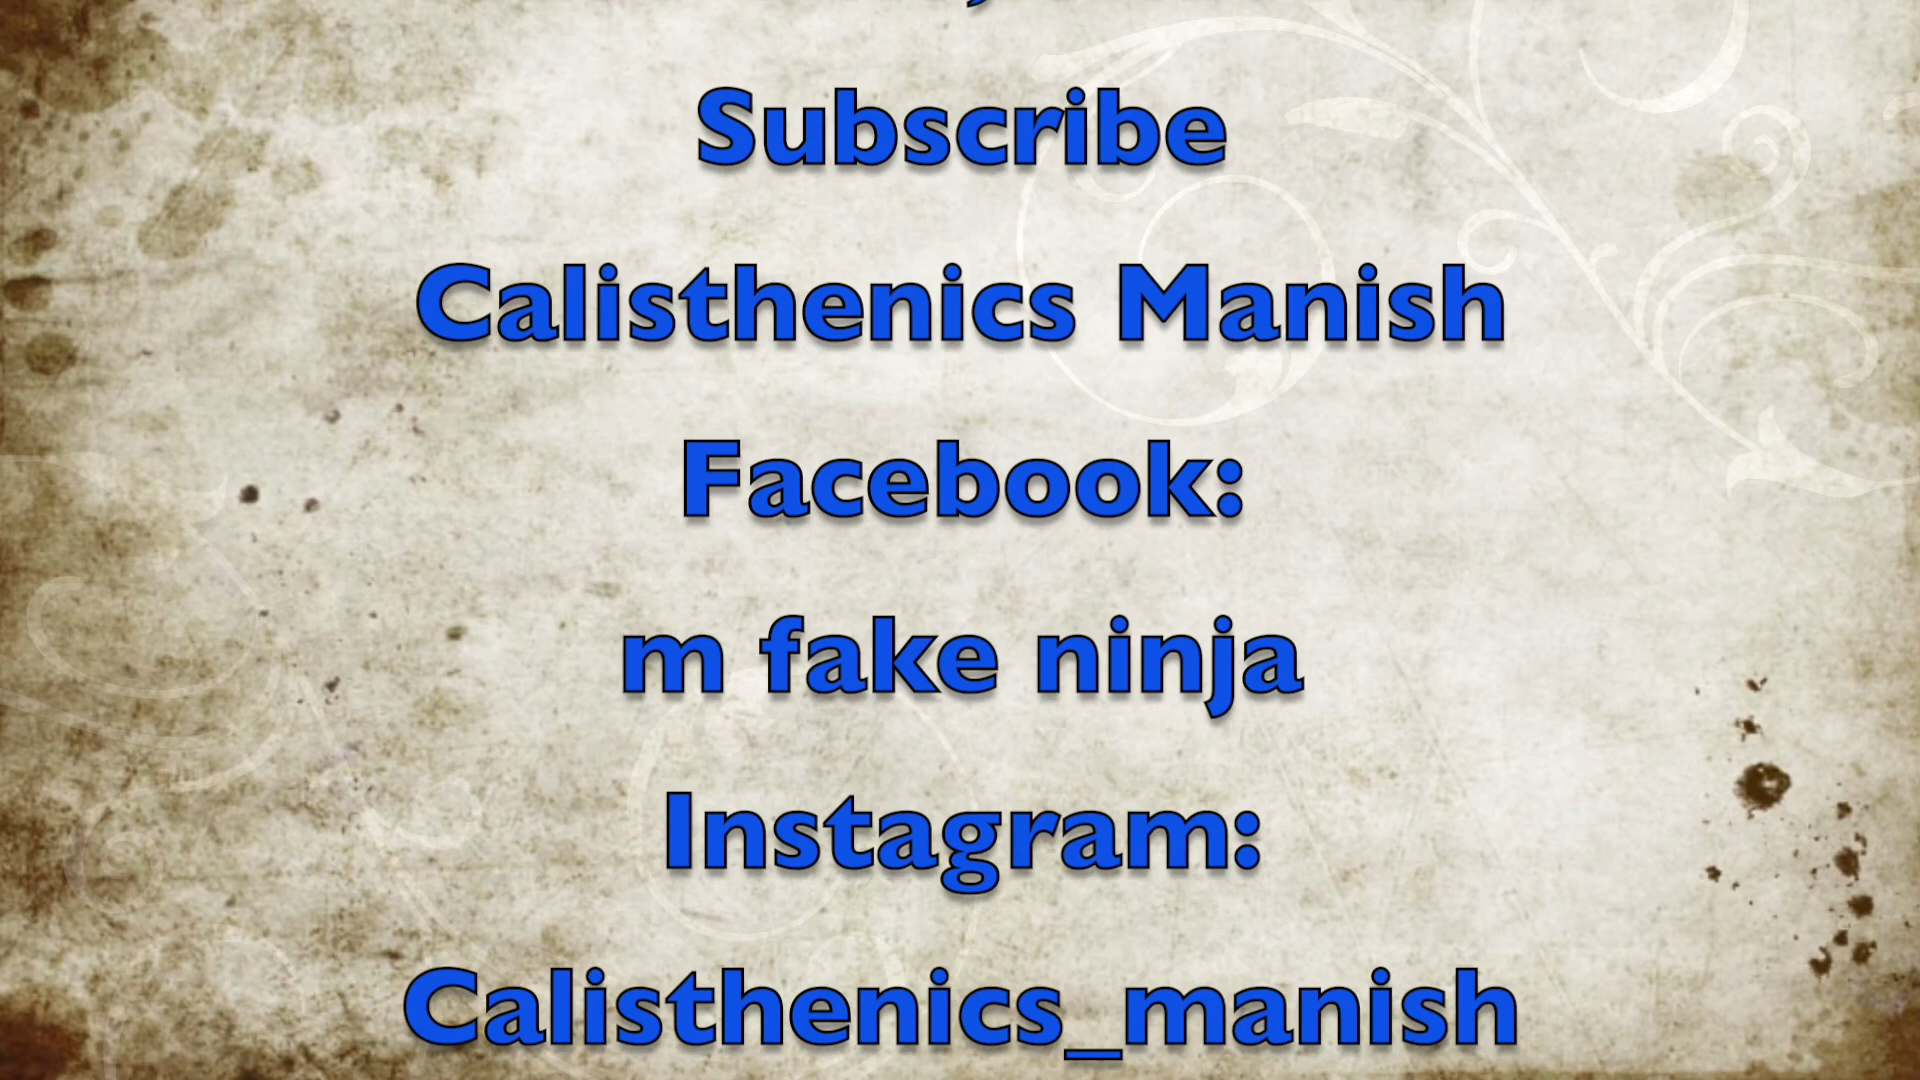 Subscribe
Calisthenics Manish
Facebook:
m fake ninja
Instagram:
Calisthenics_manish